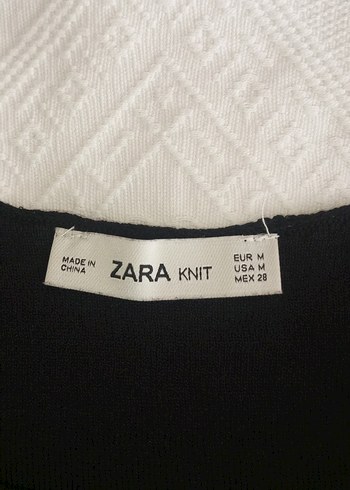 MADE IN
CHINA
ZARA KNIT
EUR M
USA M
MEX 28